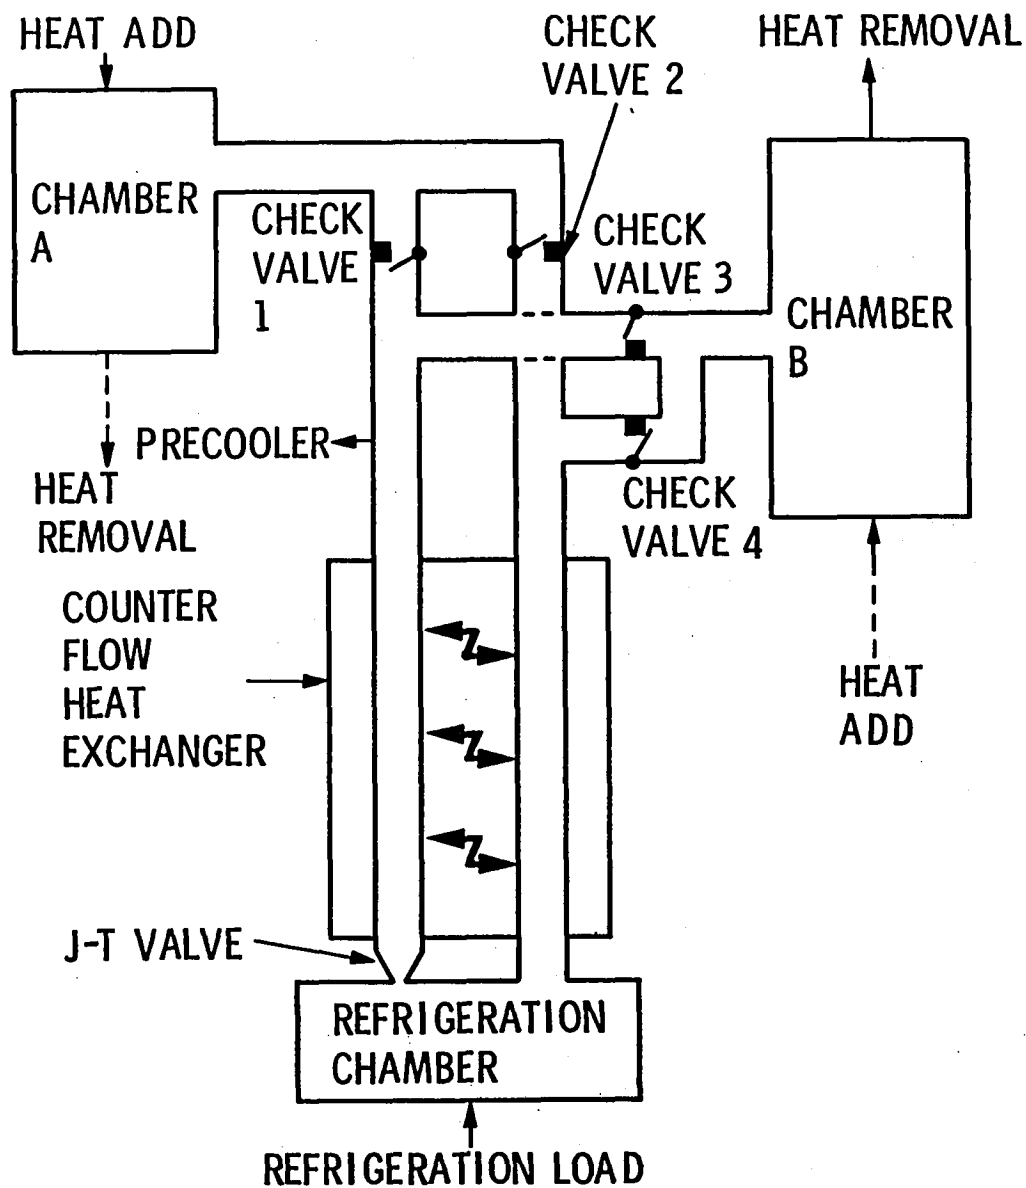 HEAT ADD
CHECK
VALVE 2
HEAT REMOVAL
CHAMBER
A
CHECK
VALVE
1
CHECK
VALVE 3
CHAMBER
B
PRECOOLER
HEAT
REMOVAL
CHECK
VALVE 4
COUNTER
FLOW
HEAT
EXCHANGER
HEAT
ADD
J-T VALVE
REFRIGERATION
CHAMBER
REFRIGERATION LOAD